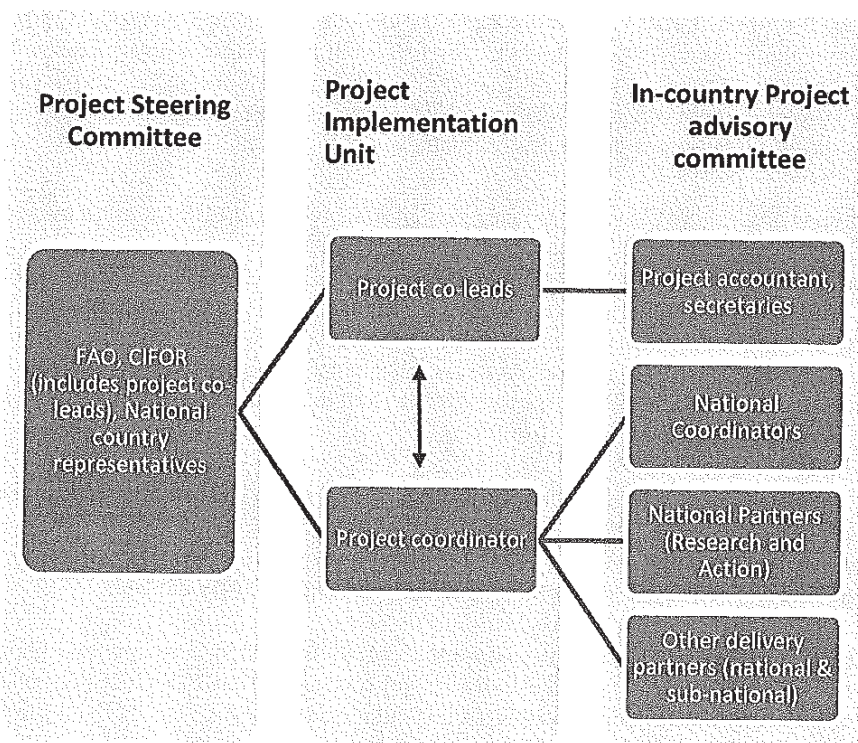 Project Steering
Committee
Project
Implementation
Unit
In-country Project
advisory
committee
FAO, CIFOR
(includes project co-
leads), National
country
representatives
Project co-leads
Project coordinator
Project accountant,
secretaries
National
Coordinators
National Partners
(Research and
Action)
Other delivery
partners (national &
sub-national)